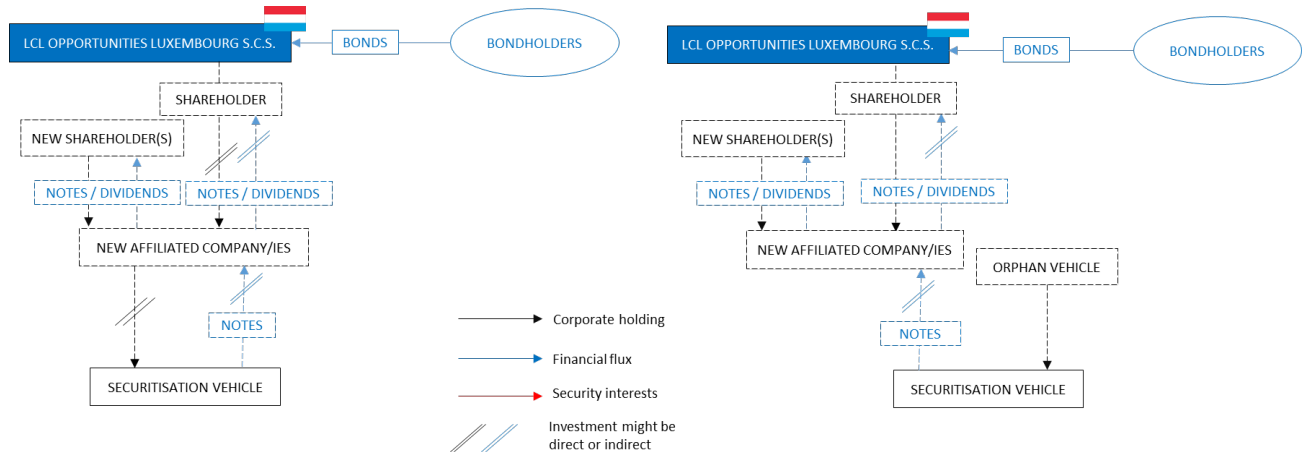 LCL OPPORTUNITIES LUXEMBOURG S.C.S.
BONDS
BONDHOLDERS
SHAREHOLDER
NEW SHAREHOLDER(S)
NOTES / DIVIDENDS
NOTES / DIVIDENDS
NEW AFFILIATED COMPANY/IES
NOTES
SECURITISATION VEHICLE
Corporate holding
Financial flux
Security interests
Investment might be
direct or indirect
LCL OPPORTUNITIES LUXEMBOURG S.C.S.
BONDS
BONDHOLDERS
SHAREHOLDER
NEW SHAREHOLDER(S)
NOTES / DIVIDENDS
NOTES / DIVIDENDS
NEW AFFILIATED COMPANY/IES
ORPHAN VEHICLE
NOTES
SECURITISATION VEHICLE